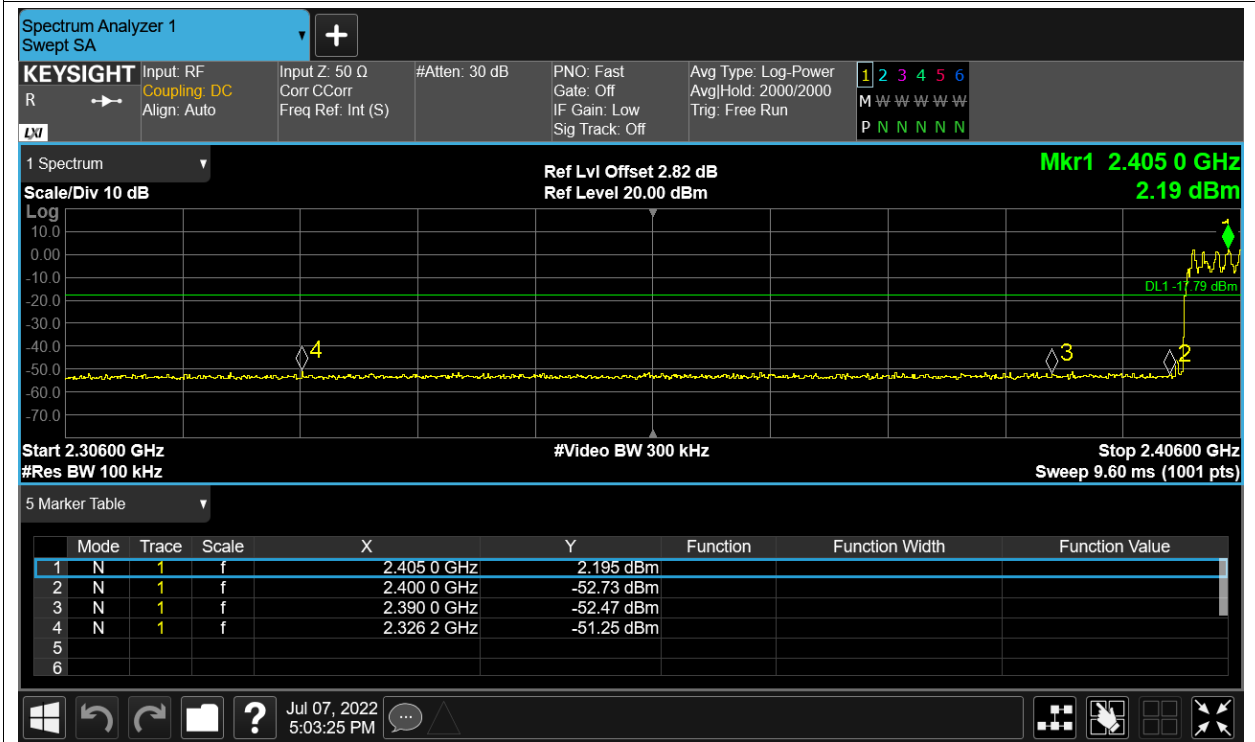 Spectrum Analyzer 1
Swept SA
KEYSIGHT Input: RF Input Z: 50 Ω #Atten: 30 dB PNO: Fast Avg Type: Log-Power 1 2 3 4 5 6
R Coupling: DC Corr CCorr Gate: Off Avg|Hold: 2000/2000 M W W W W W
Align: Auto Freq Ref: Int (S) IF Gain: Low Trig: Free Run
LXI Sig Track: Off P N N N N N
1 Spectrum Ref Lvl Offset 2.82 dB Mkr1 2.405 0 GHz
Scale/Div 10 dB Ref Level 20.00 dBm 2.19 dBm
Log
10.0
0.00
-10.0
DL1 -17.79 dBm
-20.0
-30.0
-40.0
4 3 2
-50.0
-60.0
-70.0
Start 2.30600 GHz #Video BW 300 kHz Stop 2.40600 GHz
#Res BW 100 kHz Sweep 9.60 ms (1001 pts)
5 Marker Table
Mode Trace Scale X Y Function Function Width Function Value
1 N 1 f 2.405 0 GHz 2.195 dBm
2 N 1 f 2.400 0 GHz -52.73 dBm
3 N 1 f 2.390 0 GHz -52.47 dBm
4 N 1 f 2.326 2 GHz -51.25 dBm
5
6
? Jul 07, 2022
5:03:25 PM